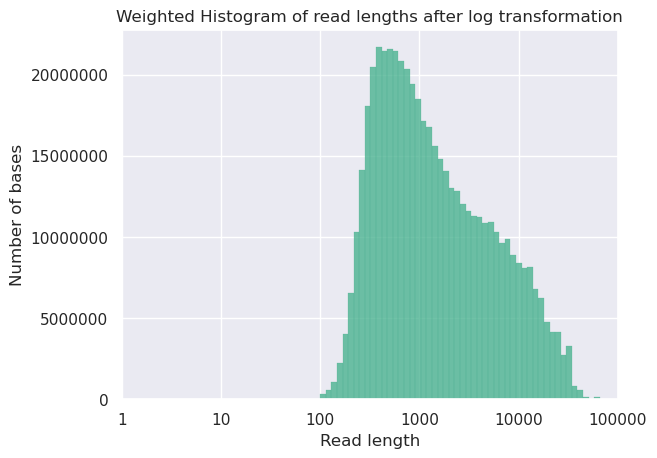 Weighted Histogram of read lengths after log transformation
Number of bases
20000000
15000000
10000000
5000000
0
1 10 100 1000 10000 100000
Read length